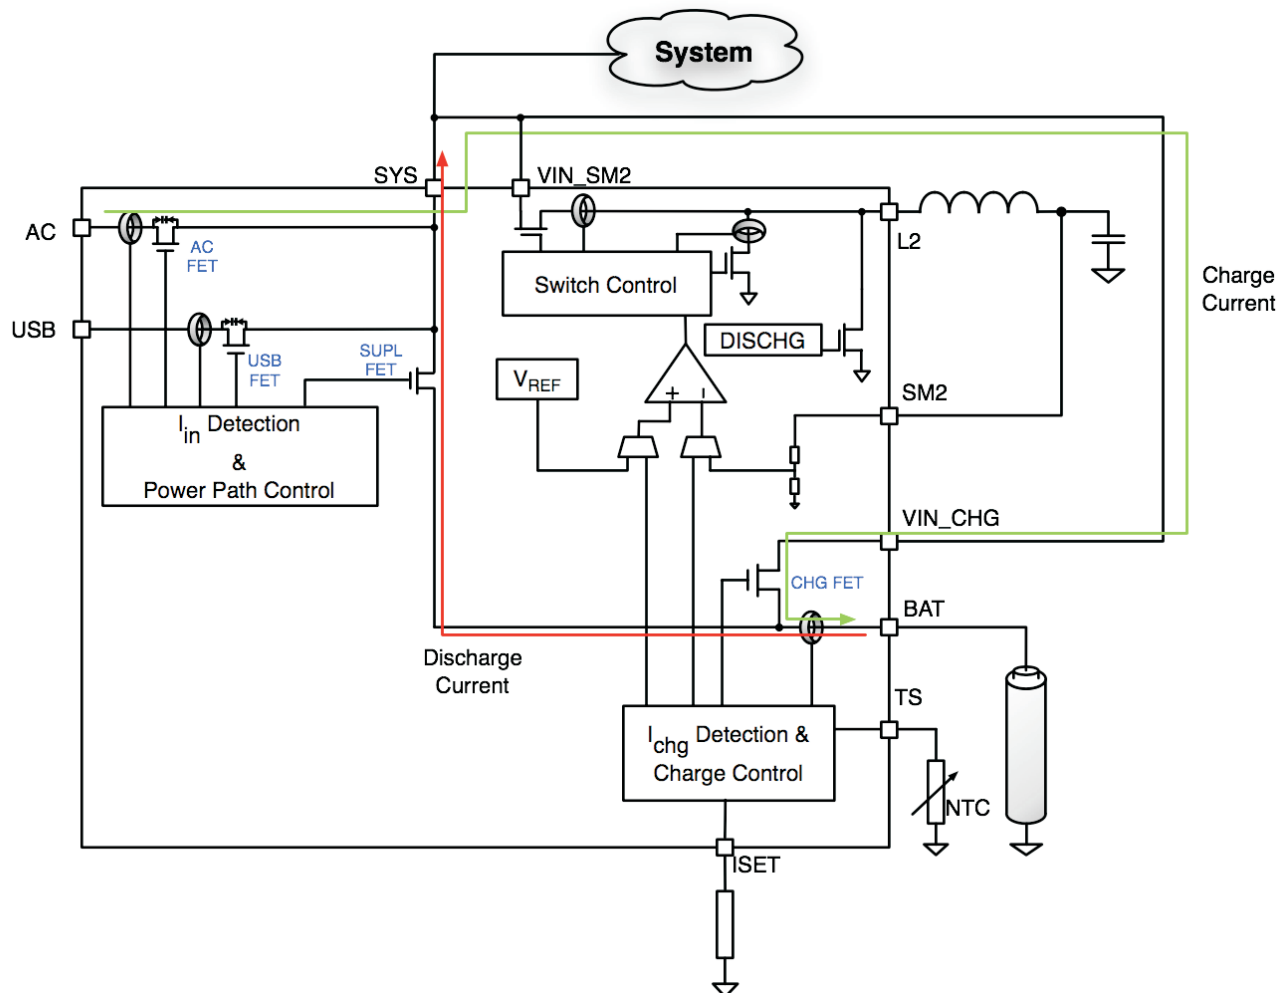 System
SYS
VIN_SM2
AC
AC
FET
L2
Switch Control
Charge
Current
USB
USB
FET
SUPL
FET
DISCHG
VREF
+
SM2
Iin Detection
&
Power Path Control
VIN_CHG
CHG FET
BAT
Discharge
Current
TS
Ichg Detection &
Charge Control
NTC
ISET